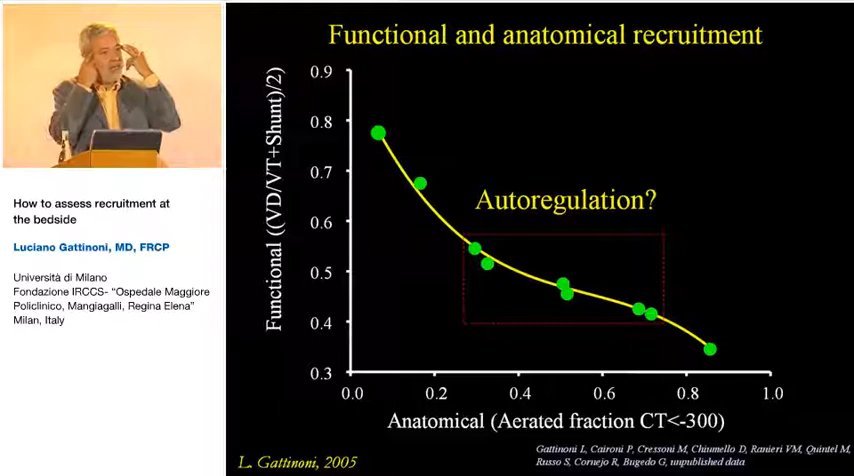 How to assess recruitment at
the bedside
Luciano Gattinoni, MD, FRCP
Università di Milano
Fondazione IRCCS- “Ospedale Maggiore
Policlinico, Mangiagalli, Regina Elena”
Milan, Italy
Functional and anatomical recruitment
Functional ((VD/VT+Shunt)/2)
0.9
0.8
0.7
0.6
0.5
0.4
0.3
Autoregulation?
0.0 0.2 0.4 0.6 0.8 1.0
Anatomical (Aerated fraction CT<-300)
L. Gattinoni, 2005
Gattinoni L, Caironi P, Cressoni M, Chiumello D, Ranieri VM, Quintel M,
Russo S, Cornejo R, Bugedo G, unpublished data